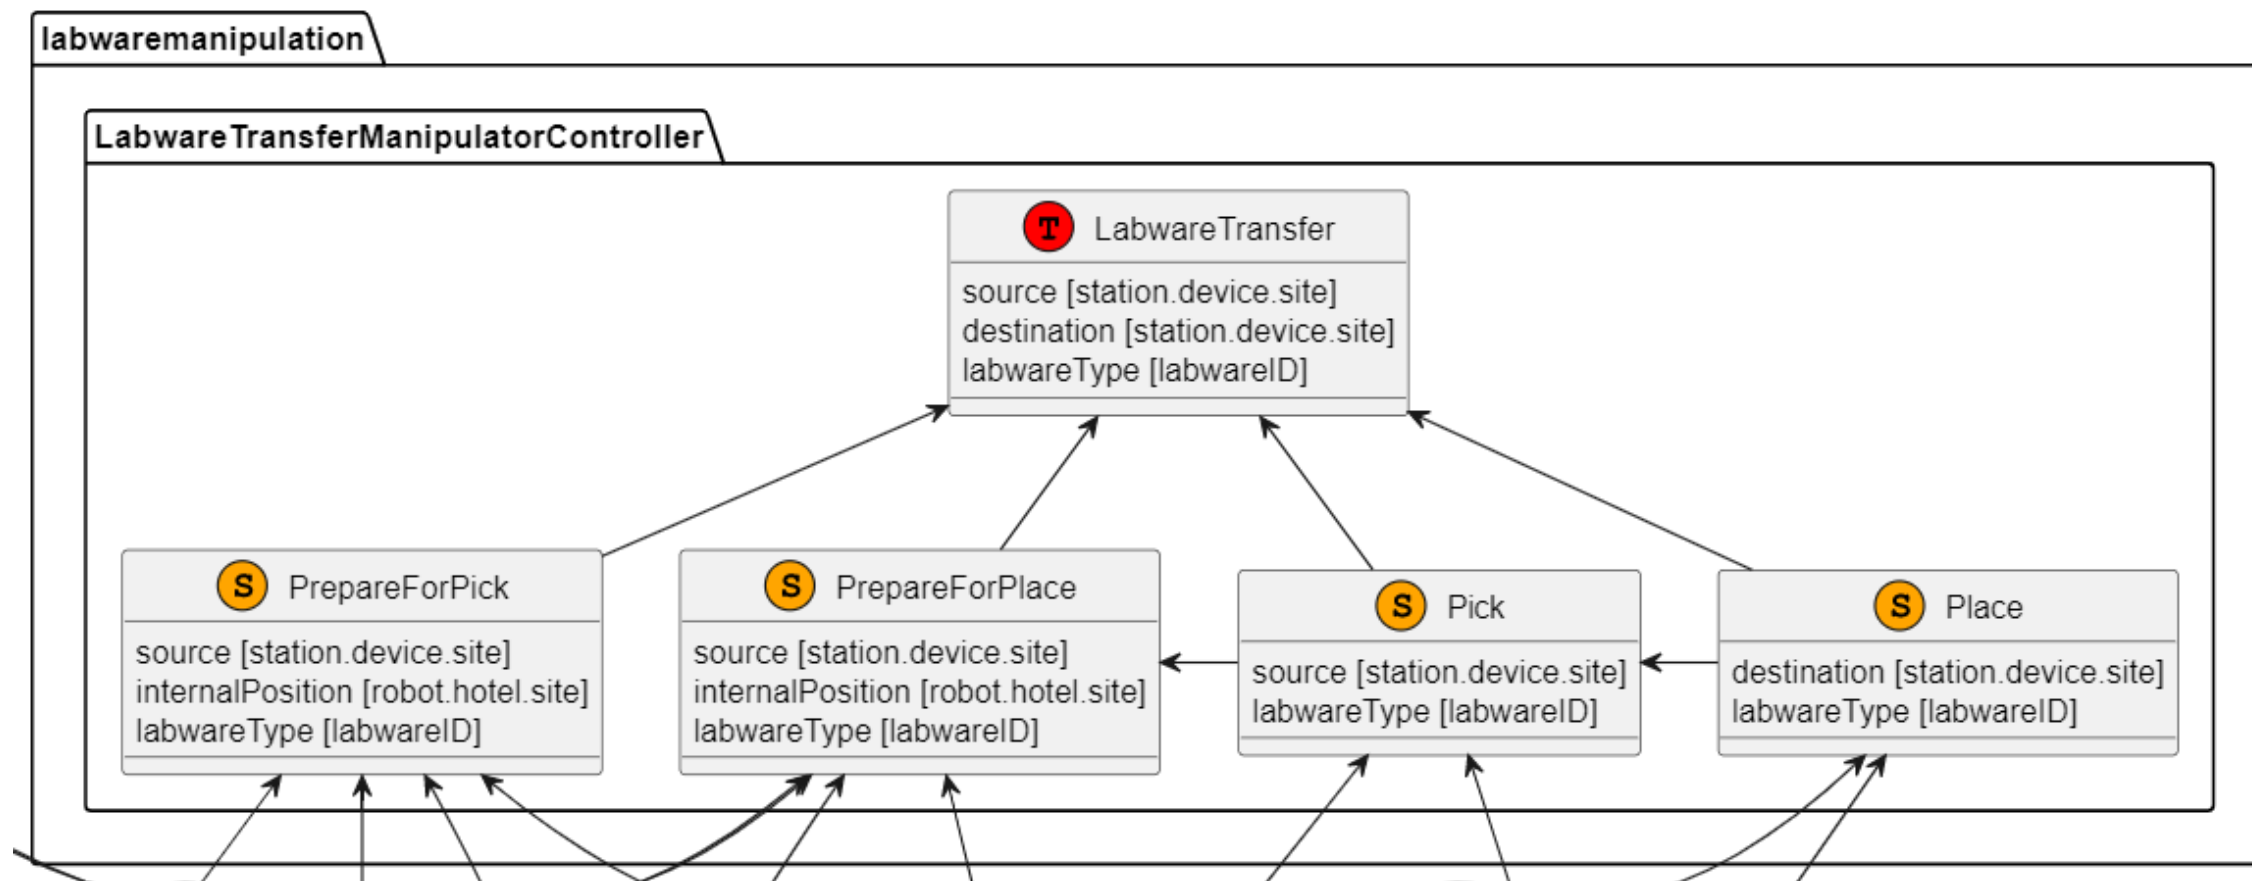 labwaremanipulation
LabwareTransferManipulatorController
T LabwareTransfer
source [station.device.site]
destination [station.device.site]
labwareType [labwareID]
S PrepareForPick
source [station.device.site]
internalPosition [robot.hotel.site]
labwareType [labwareID]
S PrepareForPlace
source [station.device.site]
internalPosition [robot.hotel.site]
labwareType [labwareID]
S Pick
source [station.device.site]
labwareType [labwareID]
S Place
destination [station.device.site]
labwareType [labwareID]